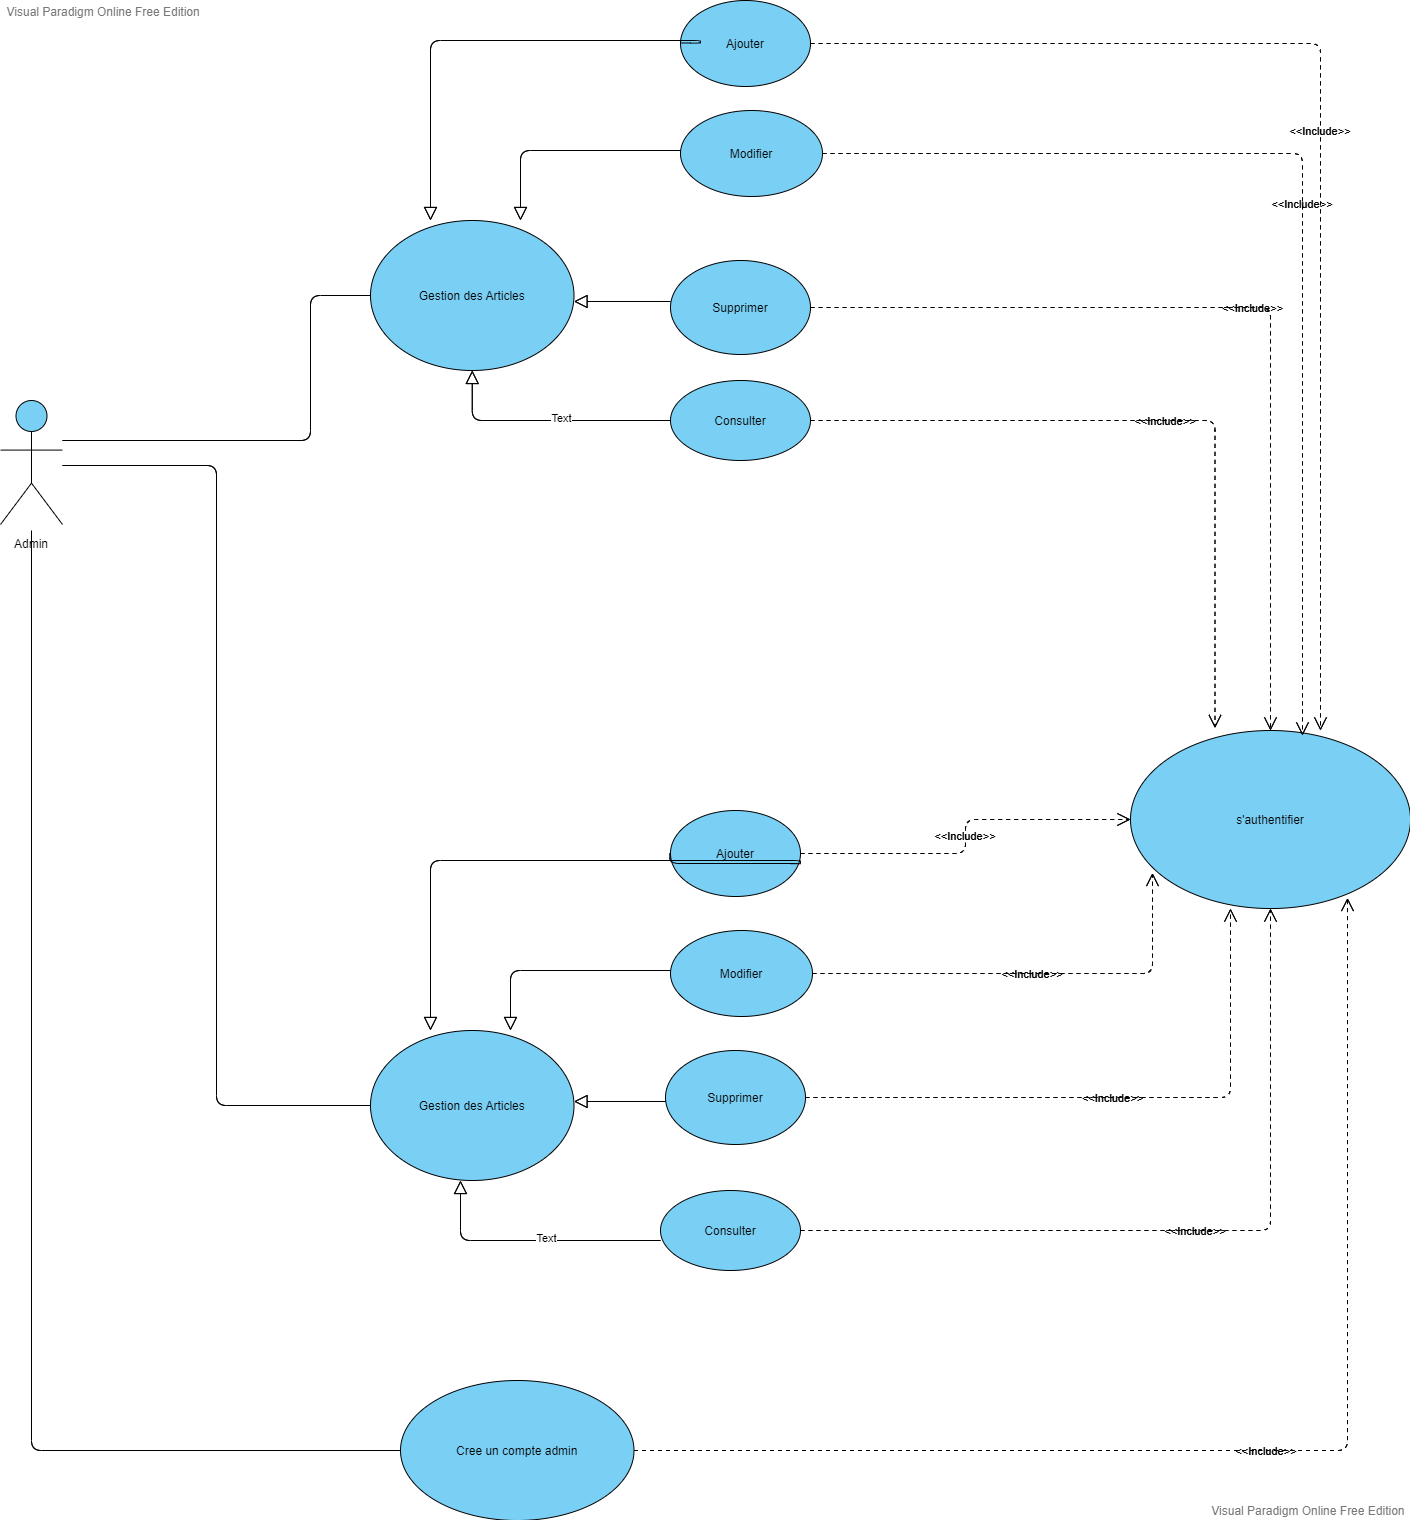 Visual Paradigm Online Free Edition
Ajouter
<<Include>>
Modifier
<<Include>>
Gestion des Articles
Supprimer
<<Include>>
Text
Consulter
<<Include>>
Admin
s'authentifier
<<Include>>
Ajouter
Modifier
<<Include>>
Gestion des Articles
Supprimer
<<Include>>
Text
Consulter
<<Include>>
Cree un compte admin
<<Include>>
Visual Paradigm Online Free Edition